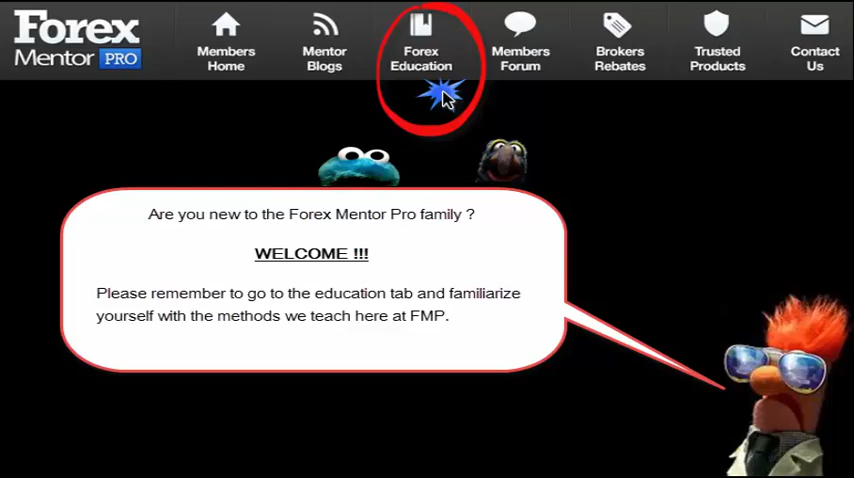 Forex
Mentor PRO
Members
Home
Mentor
Blogs
Forex
Education
Members
Forum
Brokers
Rebates
Trusted
Products
Contact
Us
Are you new to the Forex Mentor Pro family ?
WELCOME !!!
Please remember to go to the education tab and familiarize
yourself with the methods we teach here at FMP.